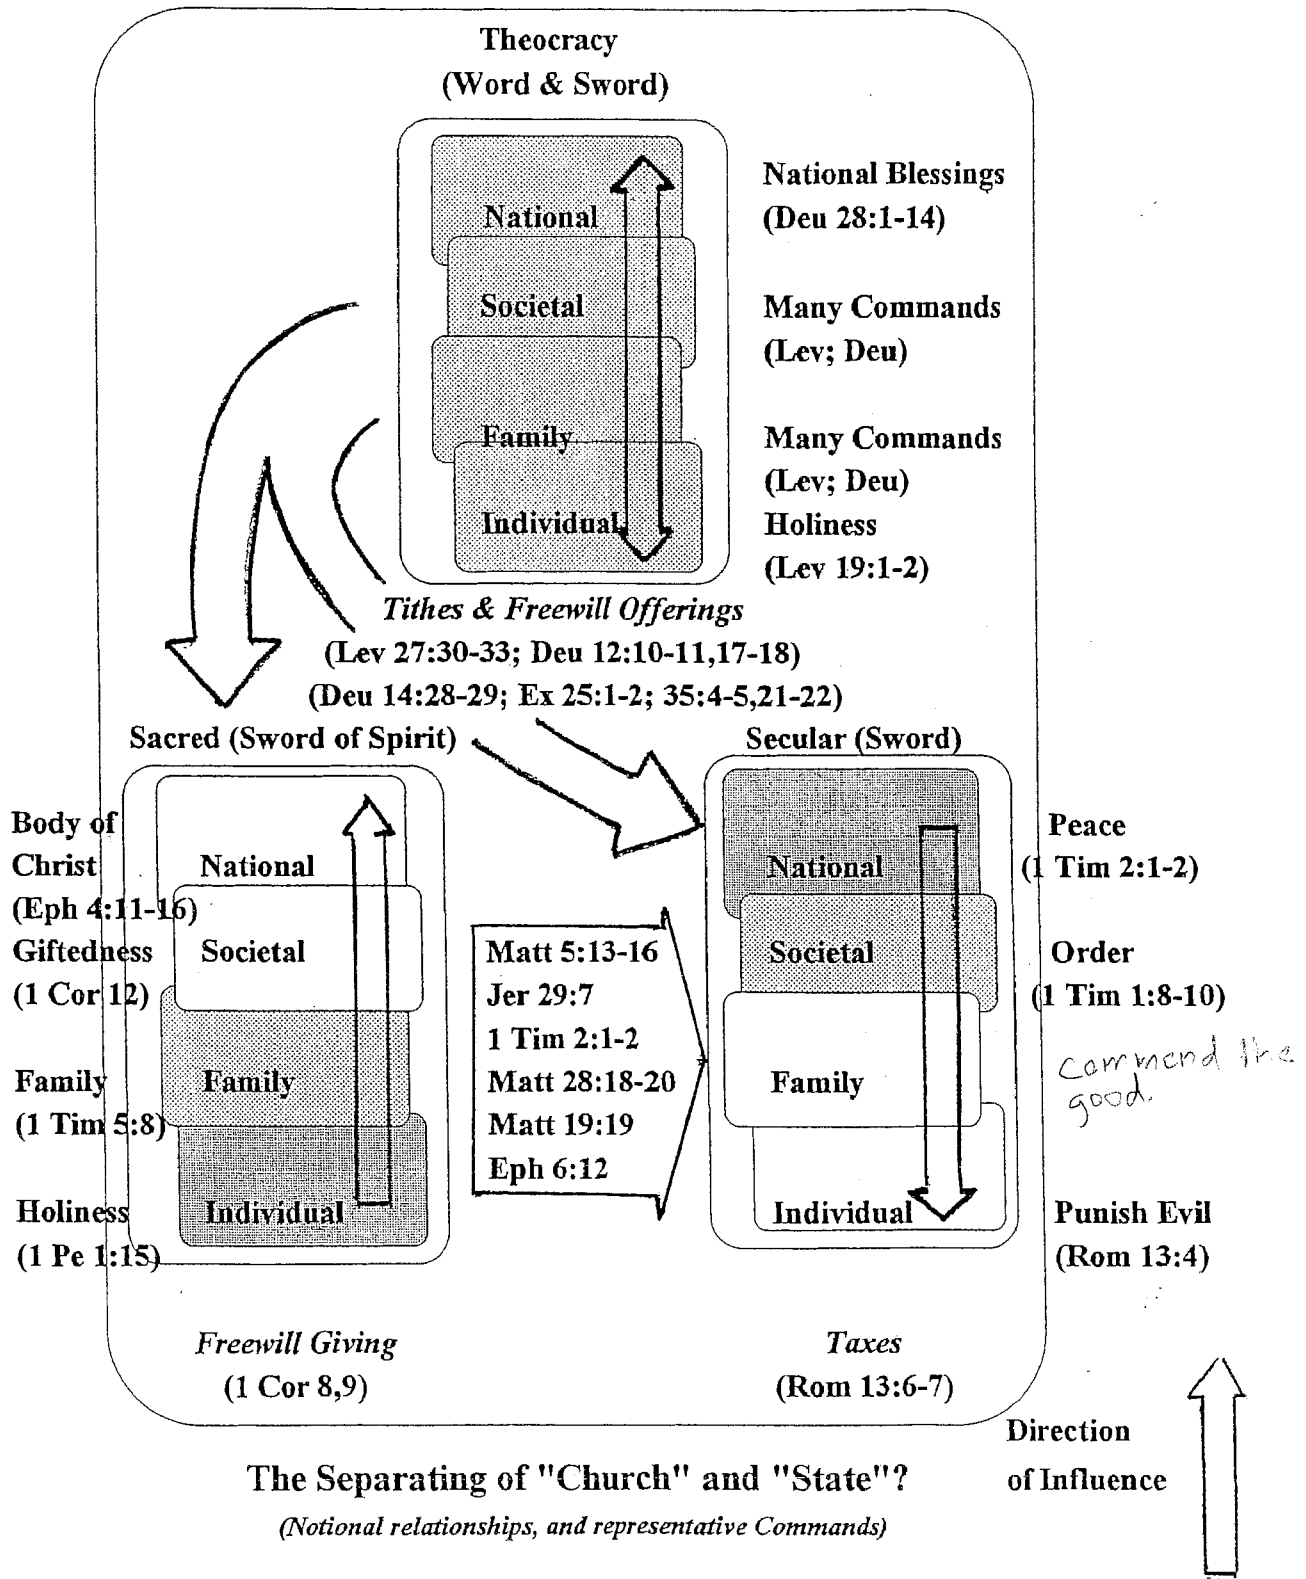 Theocracy
(Word & Sword)
National
Societal
Family
Individual
National Blessings
(Deu 28:1-14)
Many Commands
(Lev; Deu)
Many Commands
(Lev; Deu)
Holiness
(Lev 19:1-2)
Tithes & Freewill Offerings
(Lev 27:30-33; Deu 12:10-11,17-18)
(Deu 14:28-29; Ex 25:1-2; 35:4-5,21-22)
Sacred (Sword of Spirit)
Body of
Christ
(Eph 4:11-16)
Giftedness
(1 Cor 12)
Family
(1 Tim 5:8)
Holiness
(1 Pe 1:15)
National
Societal
Family
Individual
Matt 5:13-16
Jer 29:7
1 Tim 2:1-2
Matt 28:18-20
Matt 19:19
Eph 6:12
Secular (Sword)
National
Societal
Family
Individual
Peace
(1 Tim 2:1-2)
Order
(1 Tim 1:8-10)
commend the
good.
Punish Evil
(Rom 13:4)
Freewill Giving
(1 Cor 8,9)
Taxes
(Rom 13:6-7)
Direction
of Influence
The Separating of "Church" and "State"?
(Notional relationships, and representative Commands)